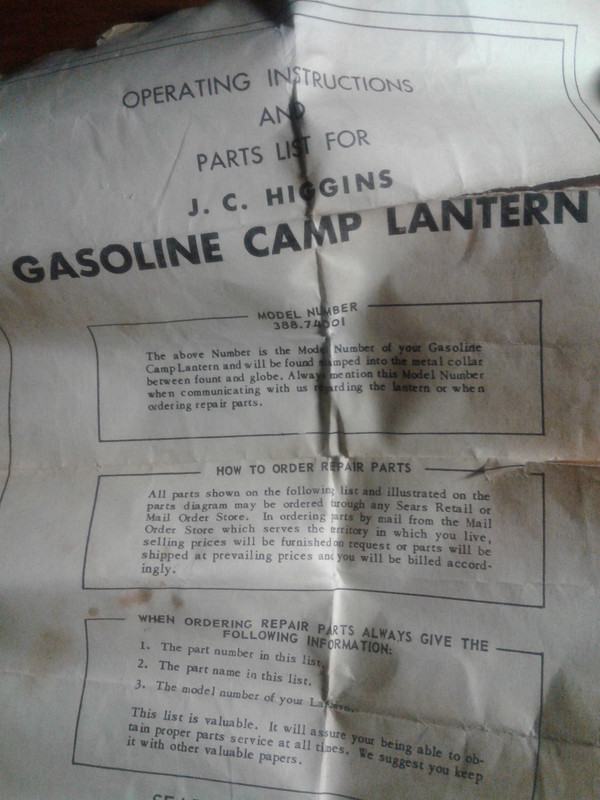 OPERATING INSTRUCTIONS
AND
PARTS LIST FOR
J. C. HIGGINS
GASOLINE CAMP LANTERN
MODEL NUMBER
388.74001
The above Number is the Model Number of your Gasoline
Camp Lantern and will be found stamped into the metal collar
between fount and globe. Always mention this Model Number
when communicating with us regarding the lantern or when
ordering repair parts.
HOW TO ORDER REPAIR PARTS
All parts shown on the following list and illustrated on the
parts diagram may be ordered through any Sears Retail or
Mail Order Store. In ordering parts by mail from the Mail
Order Store which serves the territory in which you live,
selling prices will be furnished on request or parts will be
shipped at prevailing prices and you will be billed accord-
ingly.
WHEN ORDERING REPAIR PARTS ALWAYS GIVE THE
FOLLOWING INFORMATION:
1. The part number in this list.
2. The part name in this list.
3. The model number of your Lantern.
This list is valuable. It will assure your being able to ob-
tain proper parts service at all times. We suggest you keep
it with other valuable papers.